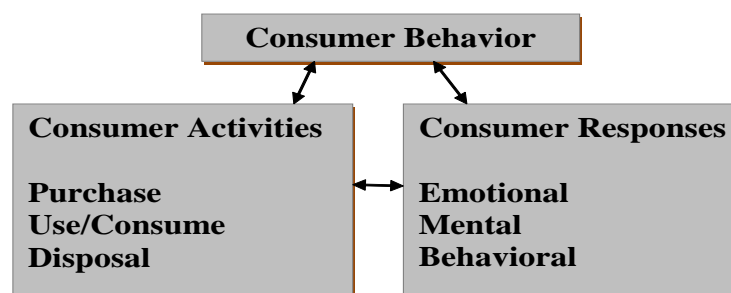 Consumer Behavior
Consumer Activities
Purchase
Use/Consume
Disposal
Consumer Responses
Emotional
Mental
Behavioral